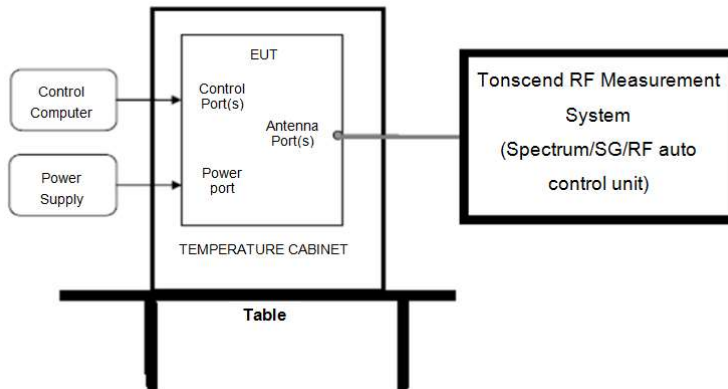 EUT
Control
Computer
Control
Port(s)
Antenna
Port(s)
Power
Supply
Power
port
TEMPERATURE CABINET
Table
Tonscend RF Measurement
System
(Spectrum/SG/RF auto
control unit)